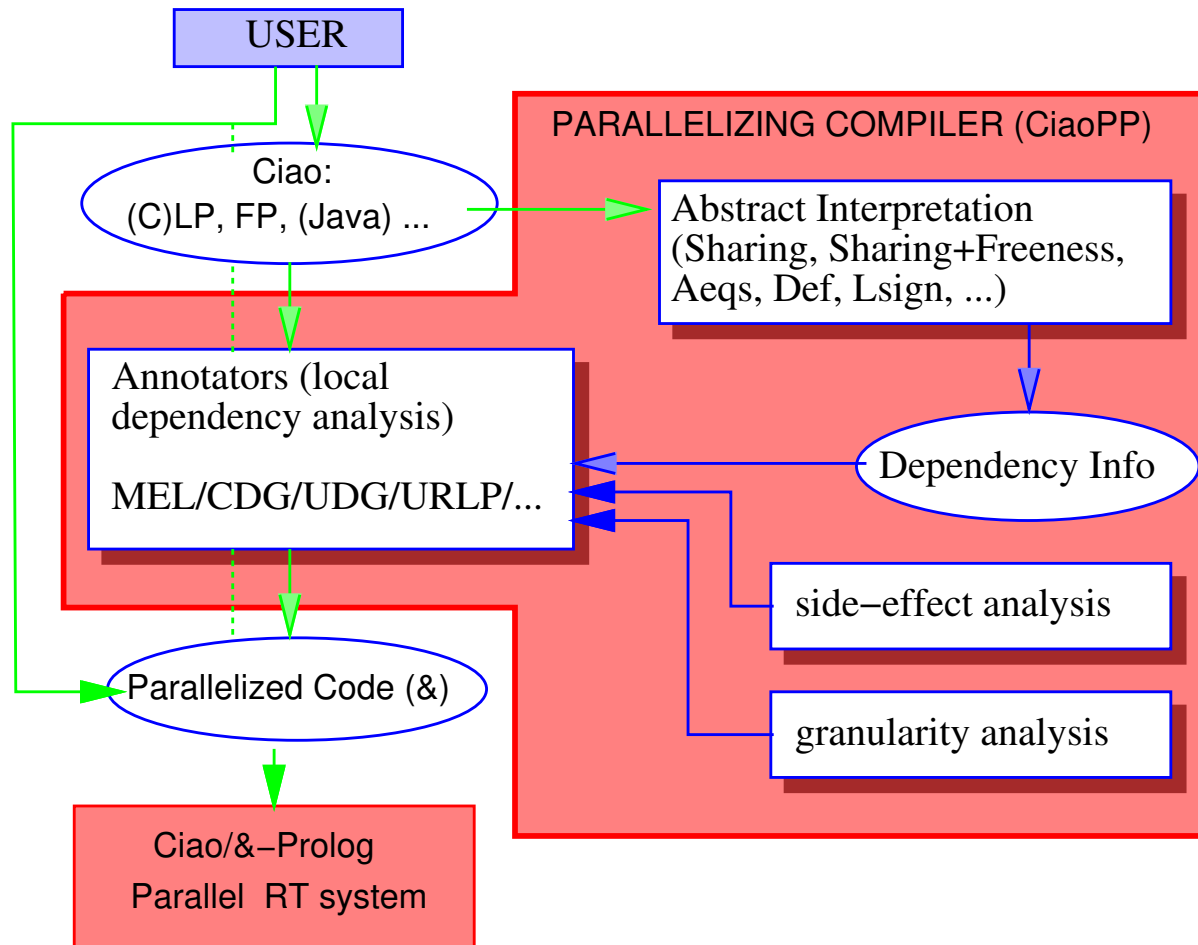 USER
PARALLELIZING COMPILER (CiaoPP)
Ciao:
(C)LP, FP, (Java) ...
Abstract Interpretation
(Sharing, Sharing+Freeness,
Aeqs, Def, Lsign, ...)
Annotators (local
dependency analysis)
MEL/CDG/UDG/URLP/...
Dependency Info
side−effect analysis
granularity analysis
Parallelized Code (&)
Ciao/&−Prolog
Parallel RT system